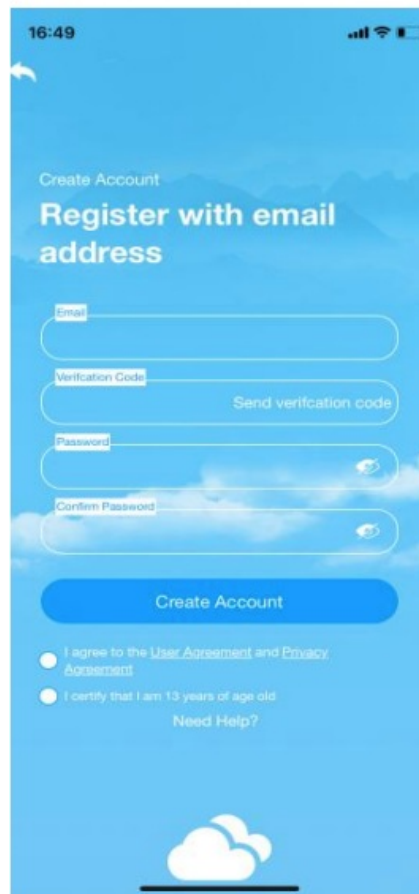 16:49
Create Account
Register with email
address
Email
Verifcation Code
Send verifcation code
Password
Confirm Password
Create Account
I agree to the User Agreement and Privacy
Agreement
I certify that I am 13 years of age old
Need Help?